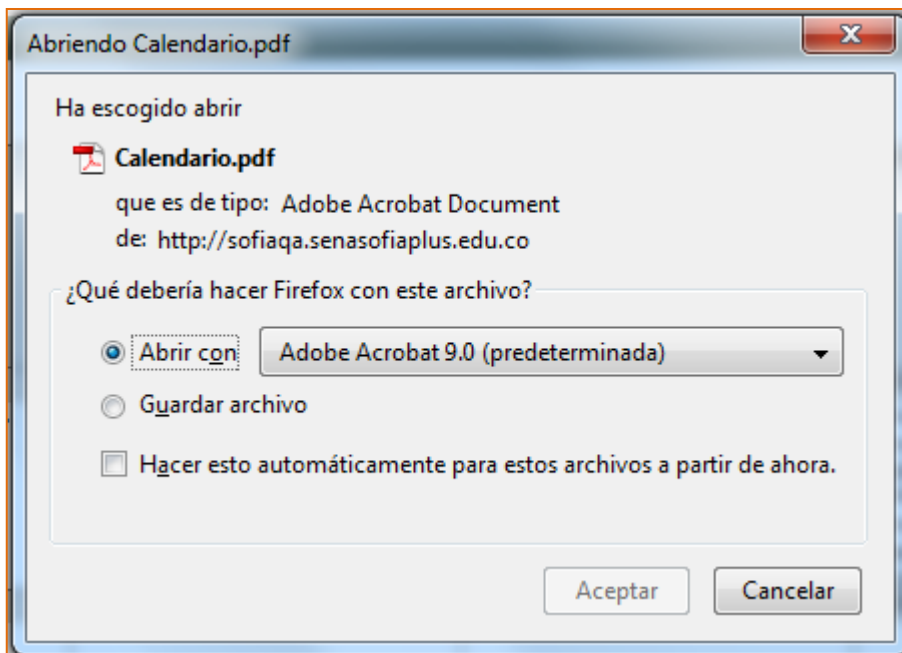 Abriendo Calendario.pdf
Ha escogido abrir
Calendario.pdf
que es de tipo: Adobe Acrobat Document
de: http://sofiaqa.senasofiaplus.edu.co
¿Qué debería hacer Firefox con este archivo?
Abrir con Adobe Acrobat 9.0 (predeterminada)
Guardar archivo
Hacer esto automáticamente para estos archivos a partir de ahora.
Aceptar Cancelar